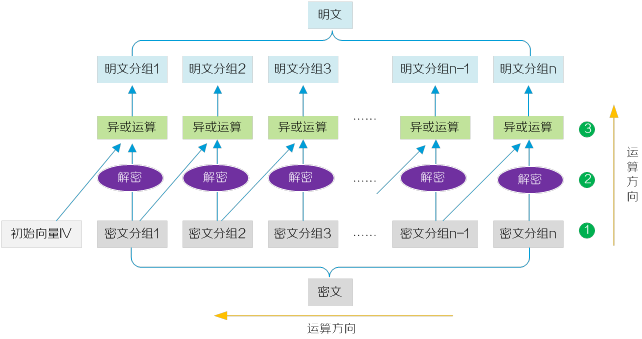 明文
明文分组1 明文分组2 明文分组3 明文分组n-1 明文分组n
异或运算 异或运算 异或运算 …… 异或运算 异或运算 3
解密 解密 解密 …… 解密 解密 2
运算方向
初始向量IV 密文分组1 密文分组2 密文分组3 …… 密文分组n-1 密文分组n 1
密文
运算方向